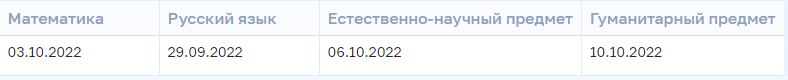 Математика Русский язык Естественно-научный предмет Гуманитарный предмет
03.10.2022 29.09.2022 06.10.2022 10.10.2022